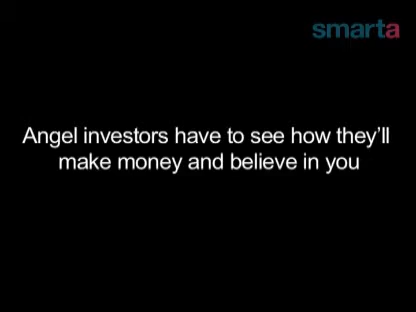 smarta
Angel investors have to see how they'll
make money and believe in you